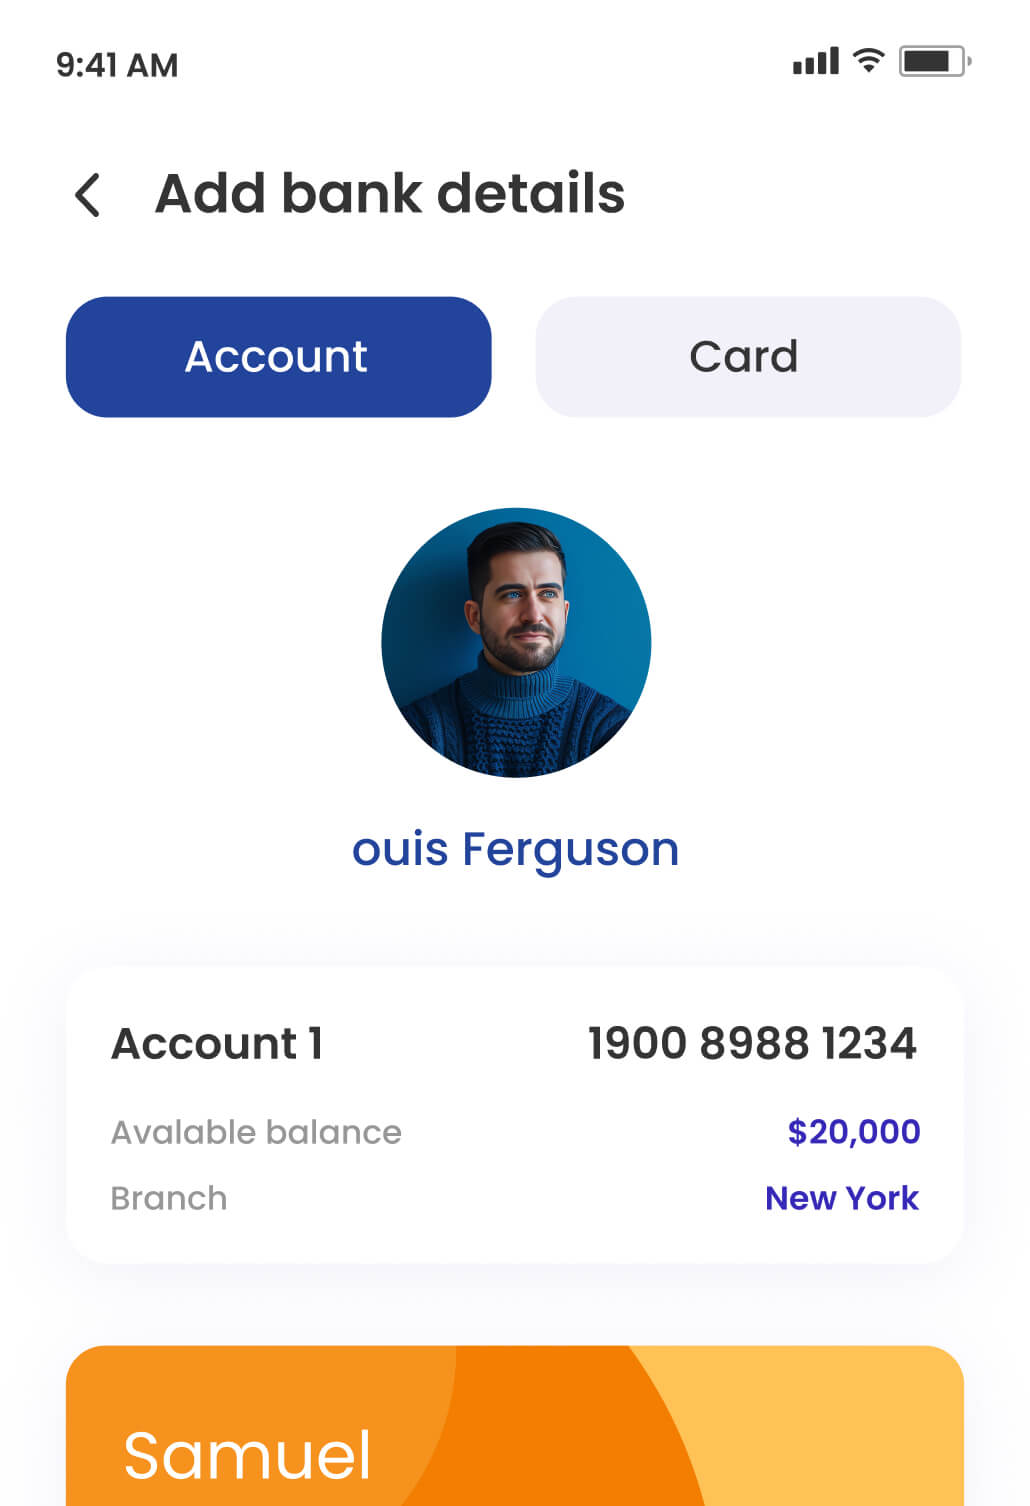 9:41 AM
Add bank details
Account Card
ouis Ferguson
Account 1 1900 8988 1234
Avalable balance $20,000
Branch New York
Samuel